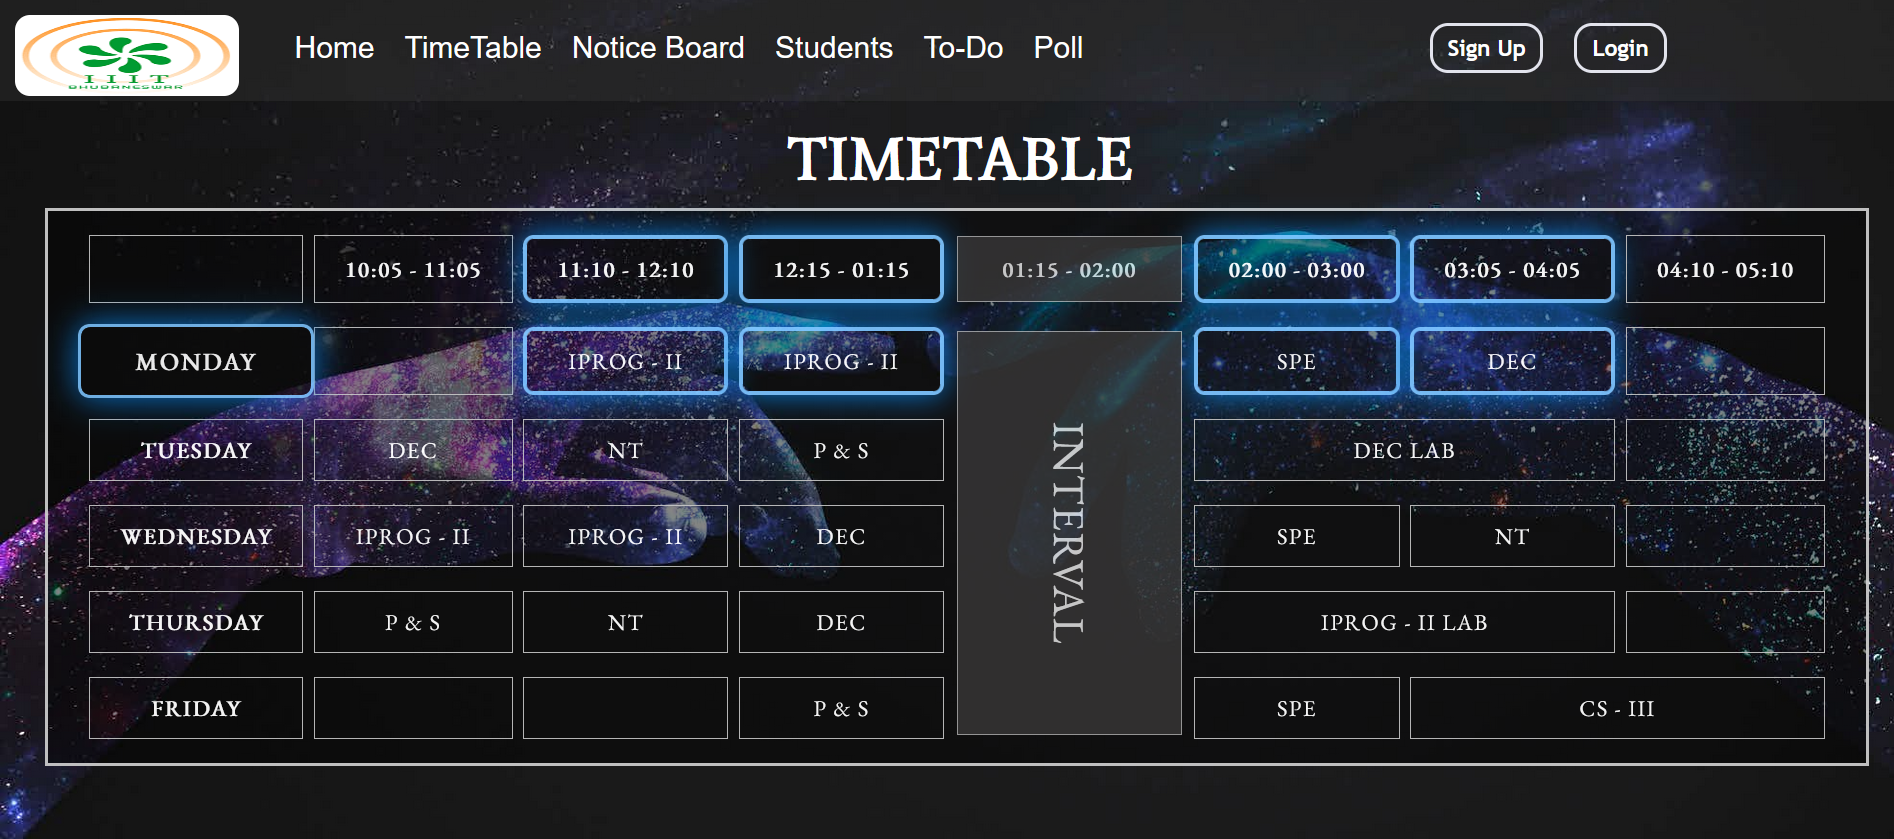 IIIT
BHUBANESWAR
Home TimeTable Notice Board Students To-Do Poll Sign Up Login
TIMETABLE
10:05 - 11:05 11:10 - 12:10 12:15 - 01:15 01:15 - 02:00 02:00 - 03:00 03:05 - 04:05 04:10 - 05:10
MONDAY IPROG - II IPROG - II SPE DEC
INTERVAL
TUESDAY DEC NT P & S DEC LAB
WEDNESDAY IPROG - II IPROG - II DEC SPE NT
THURSDAY P & S NT DEC IPROG - II LAB
FRIDAY P & S SPE CS - III